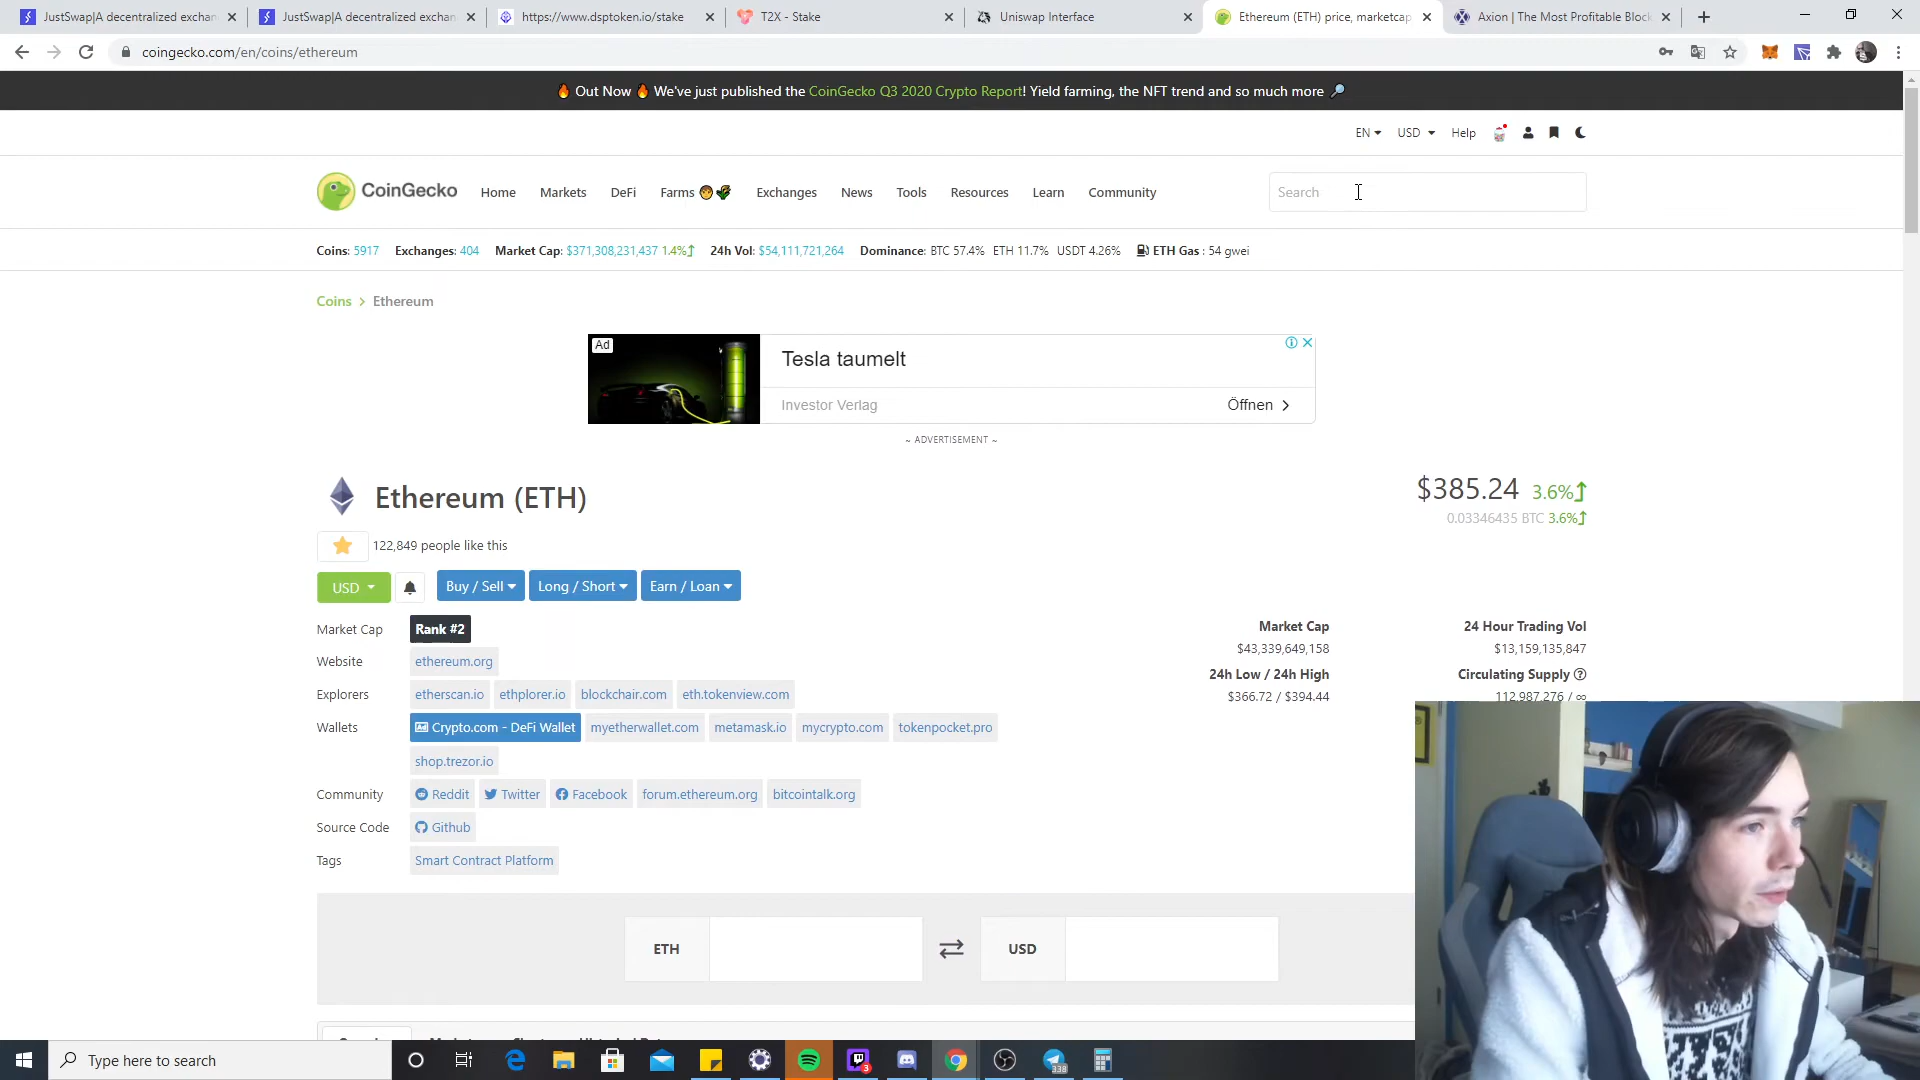 JustSwap|A decentralized exchan
JustSwap|A decentralized exchan
https://www.dsptoken.io/stake
T2X - Stake
Uniswap Interface
Ethereum (ETH) price, marketcap
Axion | The Most Profitable Block
coingecko.com/en/coins/ethereum
🔥 Out Now 🔥 We've just published the CoinGecko Q3 2020 Crypto Report! Yield farming, the NFT trend and so much more 🔎
EN USD Help
CoinGecko Home Markets DeFi Farms Exchanges News Tools Resources Learn Community Search
Coins: 5917 Exchanges: 404 Market Cap: $371,308,231,437 1.4% 24h Vol: $54,111,721,264 Dominance: BTC 57.4% ETH 11.7% USDT 4.26% ETH Gas : 54 gwei
Coins > Ethereum
Ad
Tesla taumelt
Investor Verlag Öffnen
~ ADVERTISEMENT ~
Ethereum (ETH)
$385.24 3.6%
0.03346435 BTC 3.6%
122,849 people like this
USD Buy / Sell Long / Short Earn / Loan
Market Cap Rank #2
Website ethereum.org
Explorers etherscan.io ethplorer.io blockchair.com eth.tokenview.com
Wallets Crypto.com - DeFi Wallet myetherwallet.com metamask.io mycrypto.com tokenpocket.pro
shop.trezor.io
Community Reddit Twitter Facebook forum.ethereum.org bitcointalk.org
Source Code Github
Tags Smart Contract Platform
Market Cap 24 Hour Trading Vol
$43,339,649,158 $13,159,135,847
24h Low / 24h High Circulating Supply
$366.72 / $394.44 112,987,276 / ∞
ETH USD
Type here to search
3
338